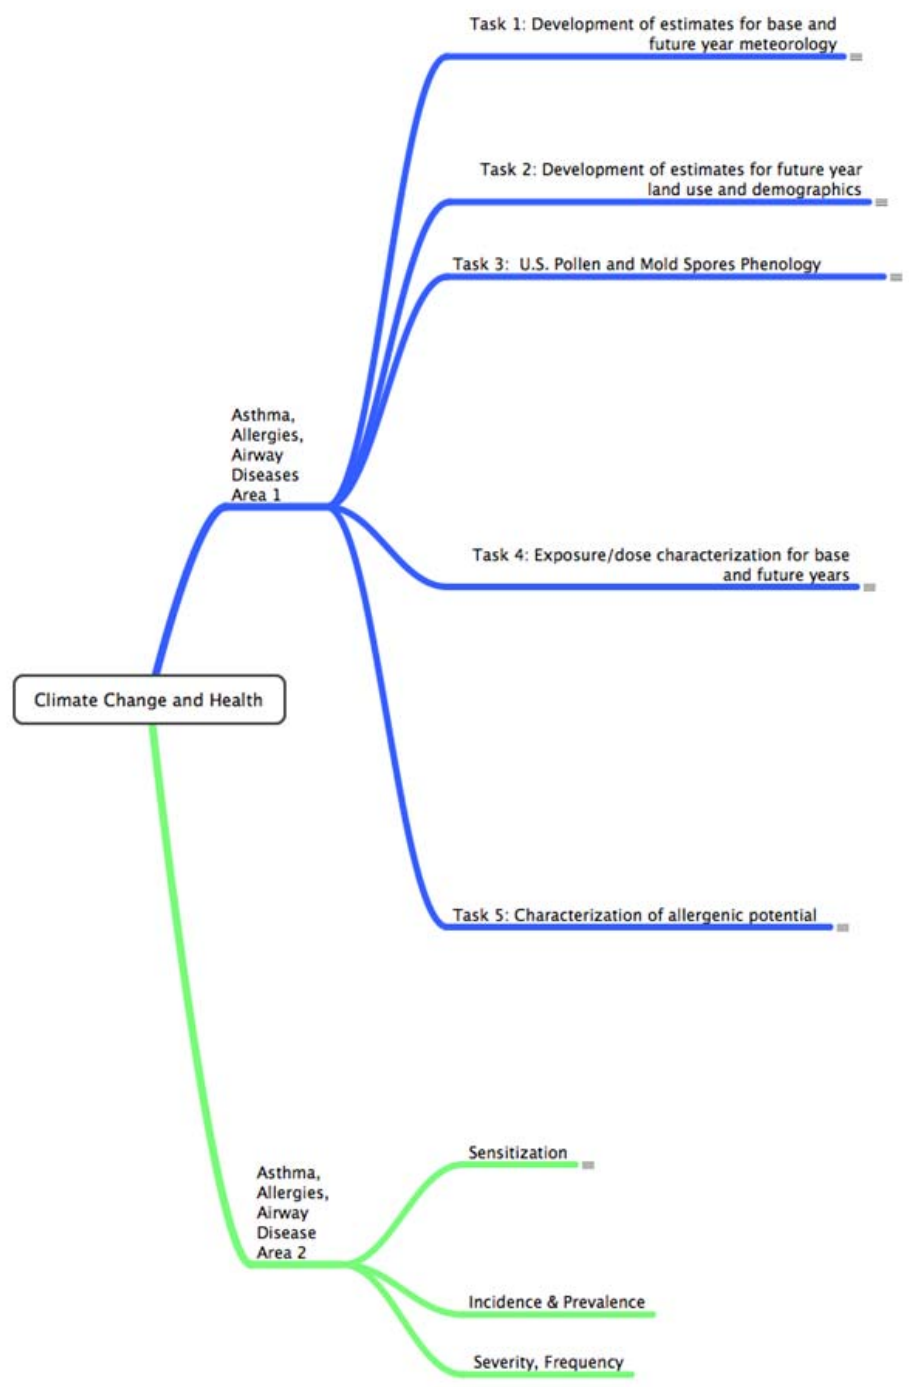 Task 1: Development of estimates for base and
future year meteorology
Task 2: Development of estimates for future year
land use and demographics
Task 3:  U.S. Pollen and Mold Spores Phenology
Asthma,
Allergies,
Airway
Diseases
Area 1
Task 4: Exposure/dose characterization for base
and future years
Climate Change and Health
Task 5: Characterization of allergenic potential
Sensitization
Asthma,
Allergies,
Airway
Disease
Area 2
Incidence & Prevalence
Severity, Frequency